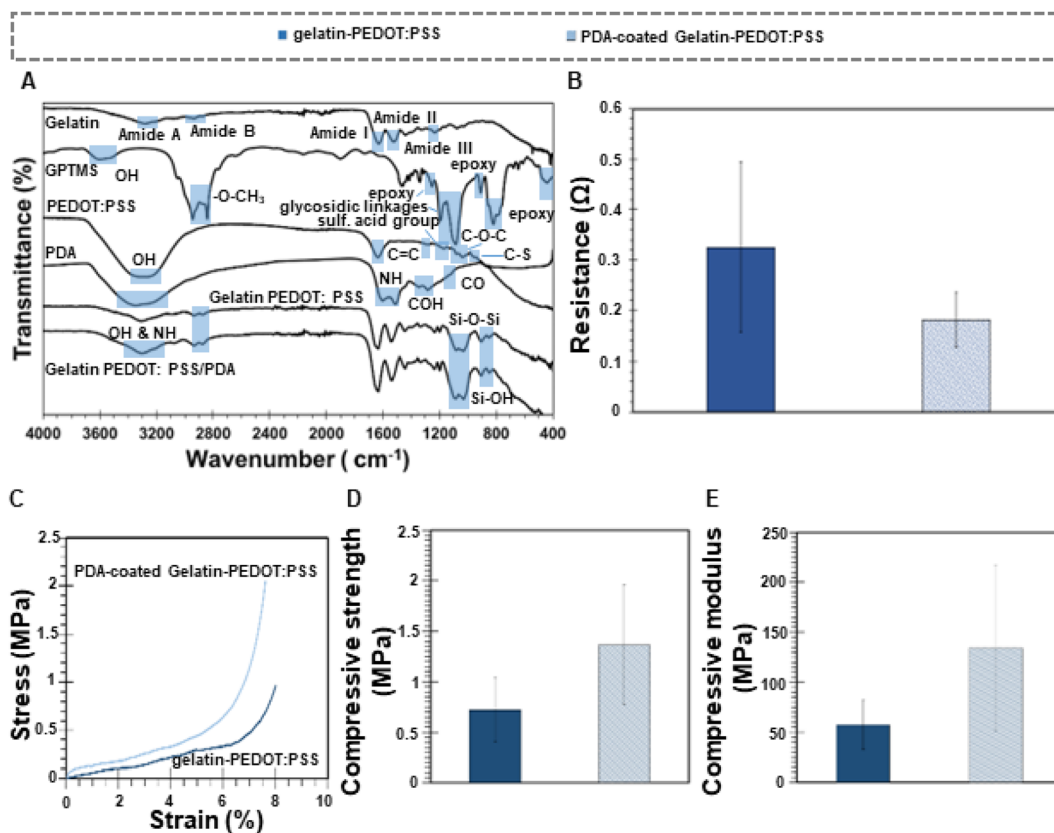 gelatin-PEDOT:PSS
PDA-coated Gelatin-PEDOT:PSS
A
Transmittance (%)
Gelatin
Amide A
Amide B
Amide I
Amide II
Amide III
GPTMS
OH
-O-CH₃
epoxy
epoxy
epoxy
glycosidic linkages
sulf. acid group
PEDOT:PSS
OH
C=C
C-O-C
C-S
PDA
NH
COH
CO
Gelatin PEDOT: PSS
OH & NH
Si-O-Si
Gelatin PEDOT: PSS/PDA
Si-OH
4000 3600 3200 2800 2400 2000 1600 1200 800 400
Wavenumber ( cm⁻¹)
B
Resistance (Ω)
0.6
0.5
0.4
0.3
0.2
0.1
0
C
Stress (MPa)
2.5
2
1.5
1
0.5
0
PDA-coated Gelatin-PEDOT:PSS
gelatin-PEDOT:PSS
0 2 4 6 8 10
Strain (%)
D
Compressive strength
(MPa)
2.5
2
1.5
1
0.5
0
E
Compressive modulus
(MPa)
250
200
150
100
50
0